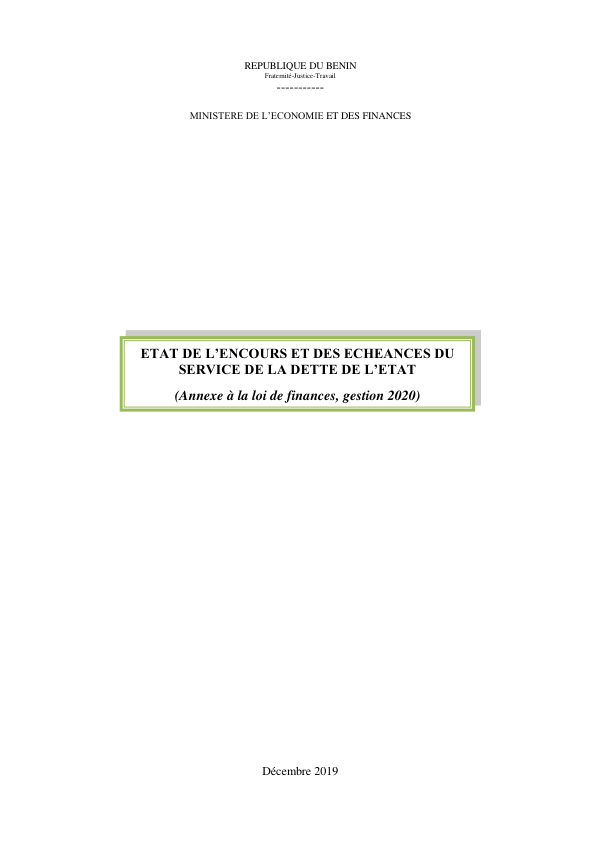 REPUBLIQUE DU BENIN
Fraternité-Justice-Travail
-----------
MINISTERE DE L’ECONOMIE ET DES FINANCES
ETAT DE L’ENCOURS ET DES ECHEANCES DU
SERVICE DE LA DETTE DE L’ETAT
(Annexe à la loi de finances, gestion 2020)
Décembre 2019